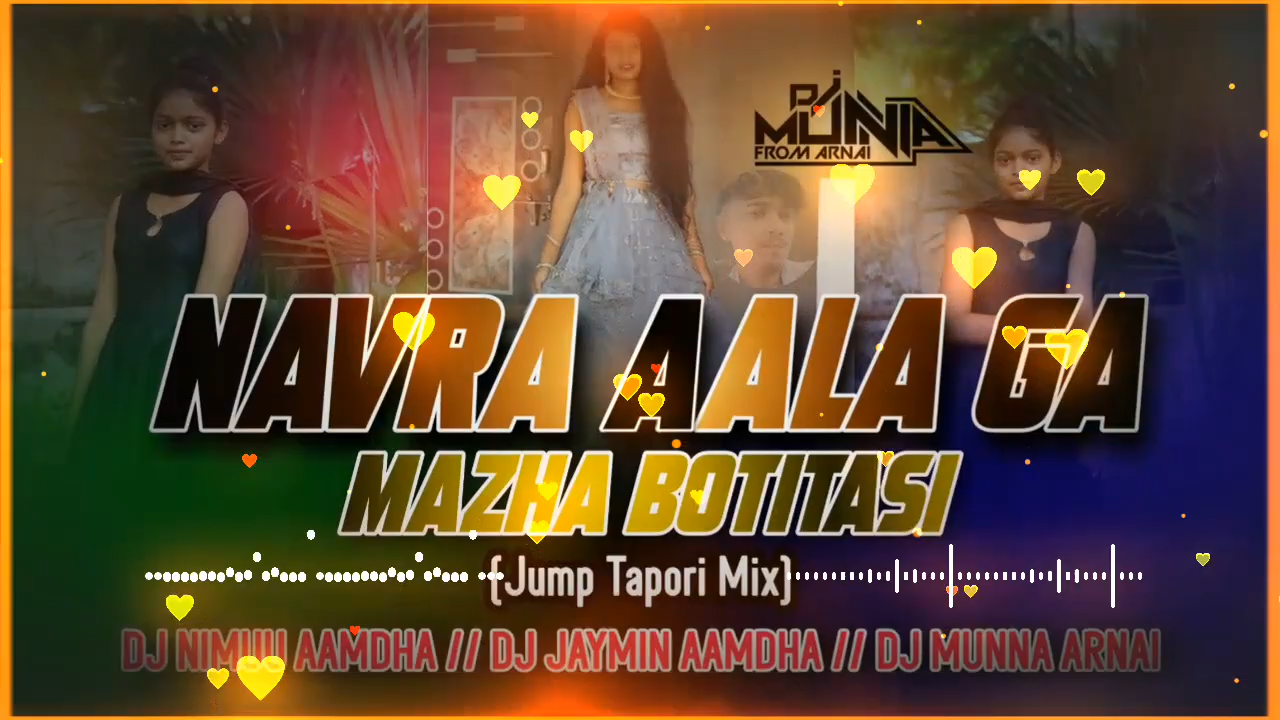 DJ
MUNNA
FROM ARNAI
NAVRA AALA GA
MAZHA BOTITASI
(Jump Tapori Mix)
DJ NIMUU AAMDHA // DJ JAYMIN AAMDHA // DJ MUNNA ARNAI